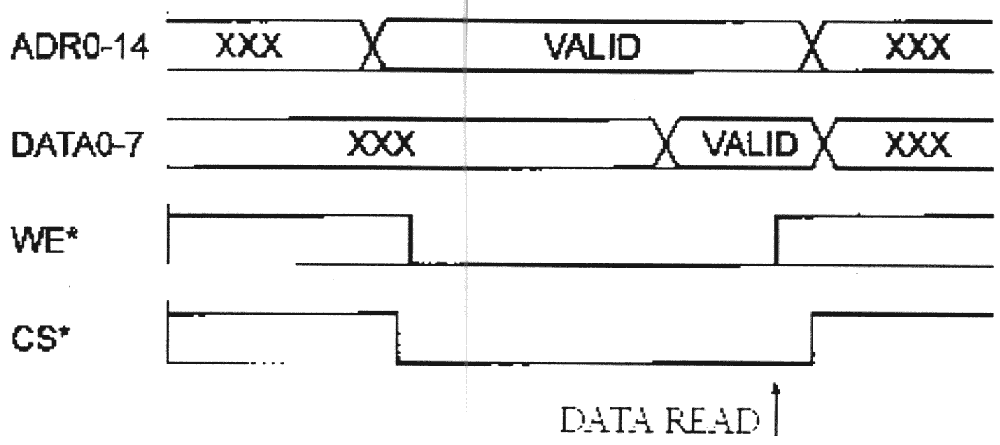 ADR0-14 XXX VALID XXX
DATA0-7 XXX VALID XXX
WE*
CS*
DATA READ